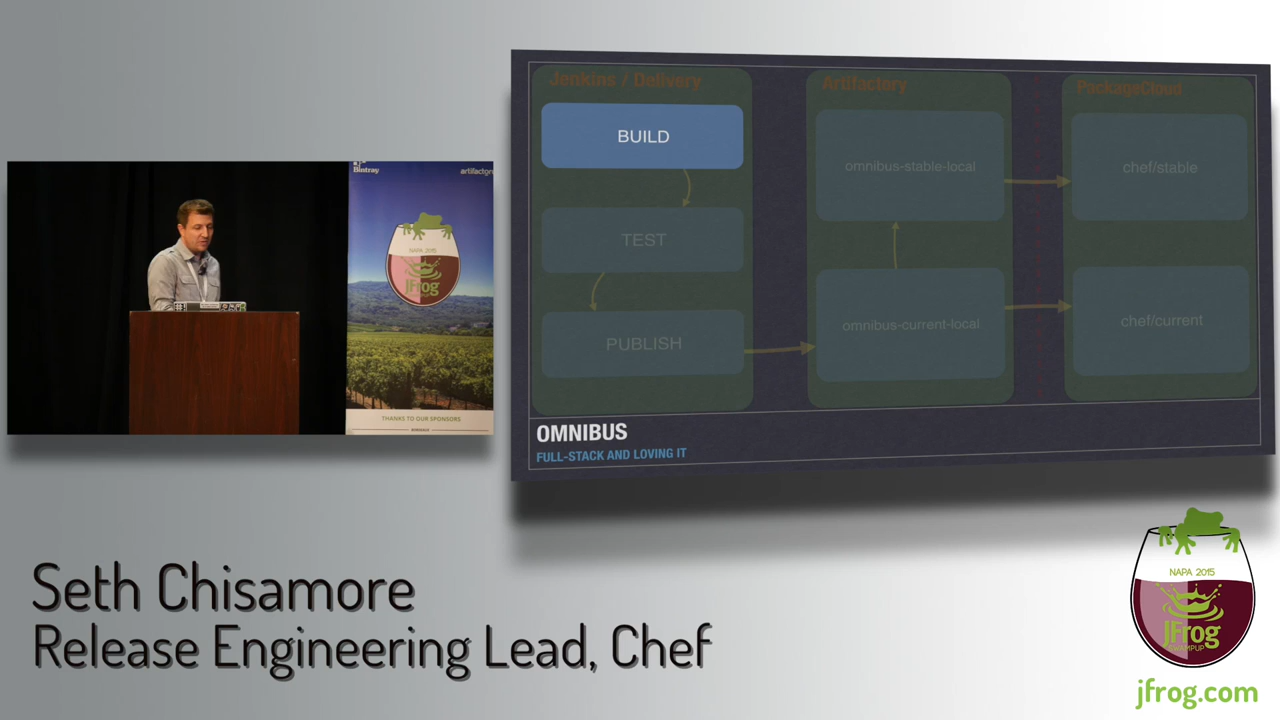 Bintray
artifactory
NAPA 2015
jFrog
THANKS TO OUR SPONSORS
Jenkins / Delivery
BUILD
TEST
PUBLISH
Artifactory
omnibus-stable-local
omnibus-current-local
PackageCloud
chef/stable
chef/current
OMNIBUS
FULL-STACK AND LOVING IT
Seth Chisamore
Release Engineering Lead, Chef
NAPA 2015
jFrog
SWAMPUP
jfrog.com